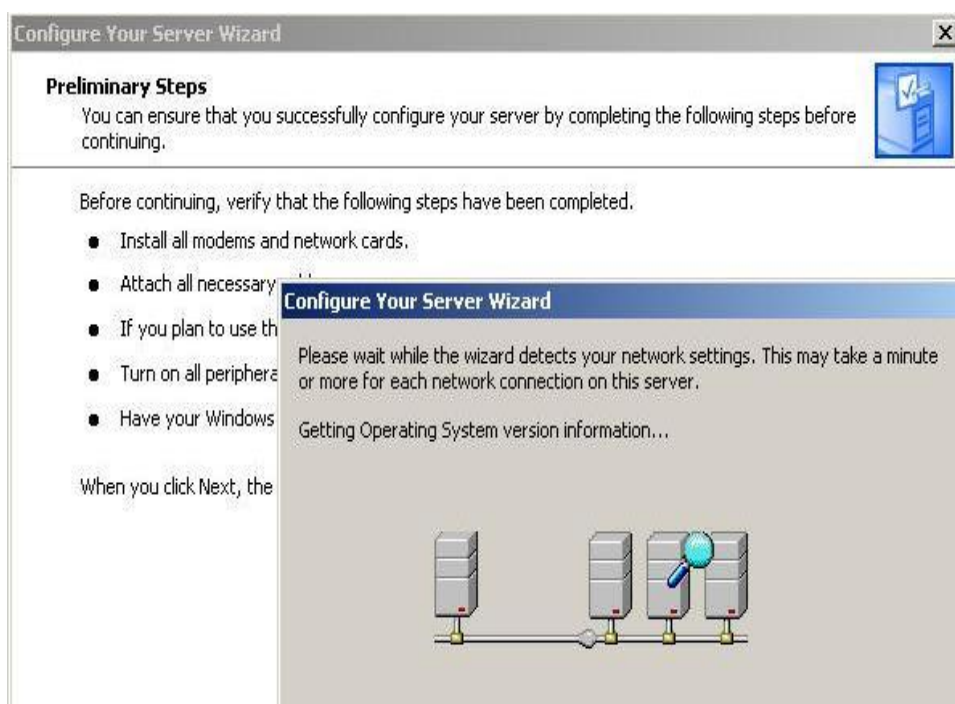 Configure Your Server Wizard
Preliminary Steps
You can ensure that you successfully configure your server by completing the following steps before
continuing.
Before continuing, verify that the following steps have been completed.
Install all modems and network cards.
Attach all necessary
If you plan to use th
Turn on all periphera
Have your Windows
When you click Next, the
Configure Your Server Wizard
Please wait while the wizard detects your network settings. This may take a minute
or more for each network connection on this server.
Getting Operating System version information...